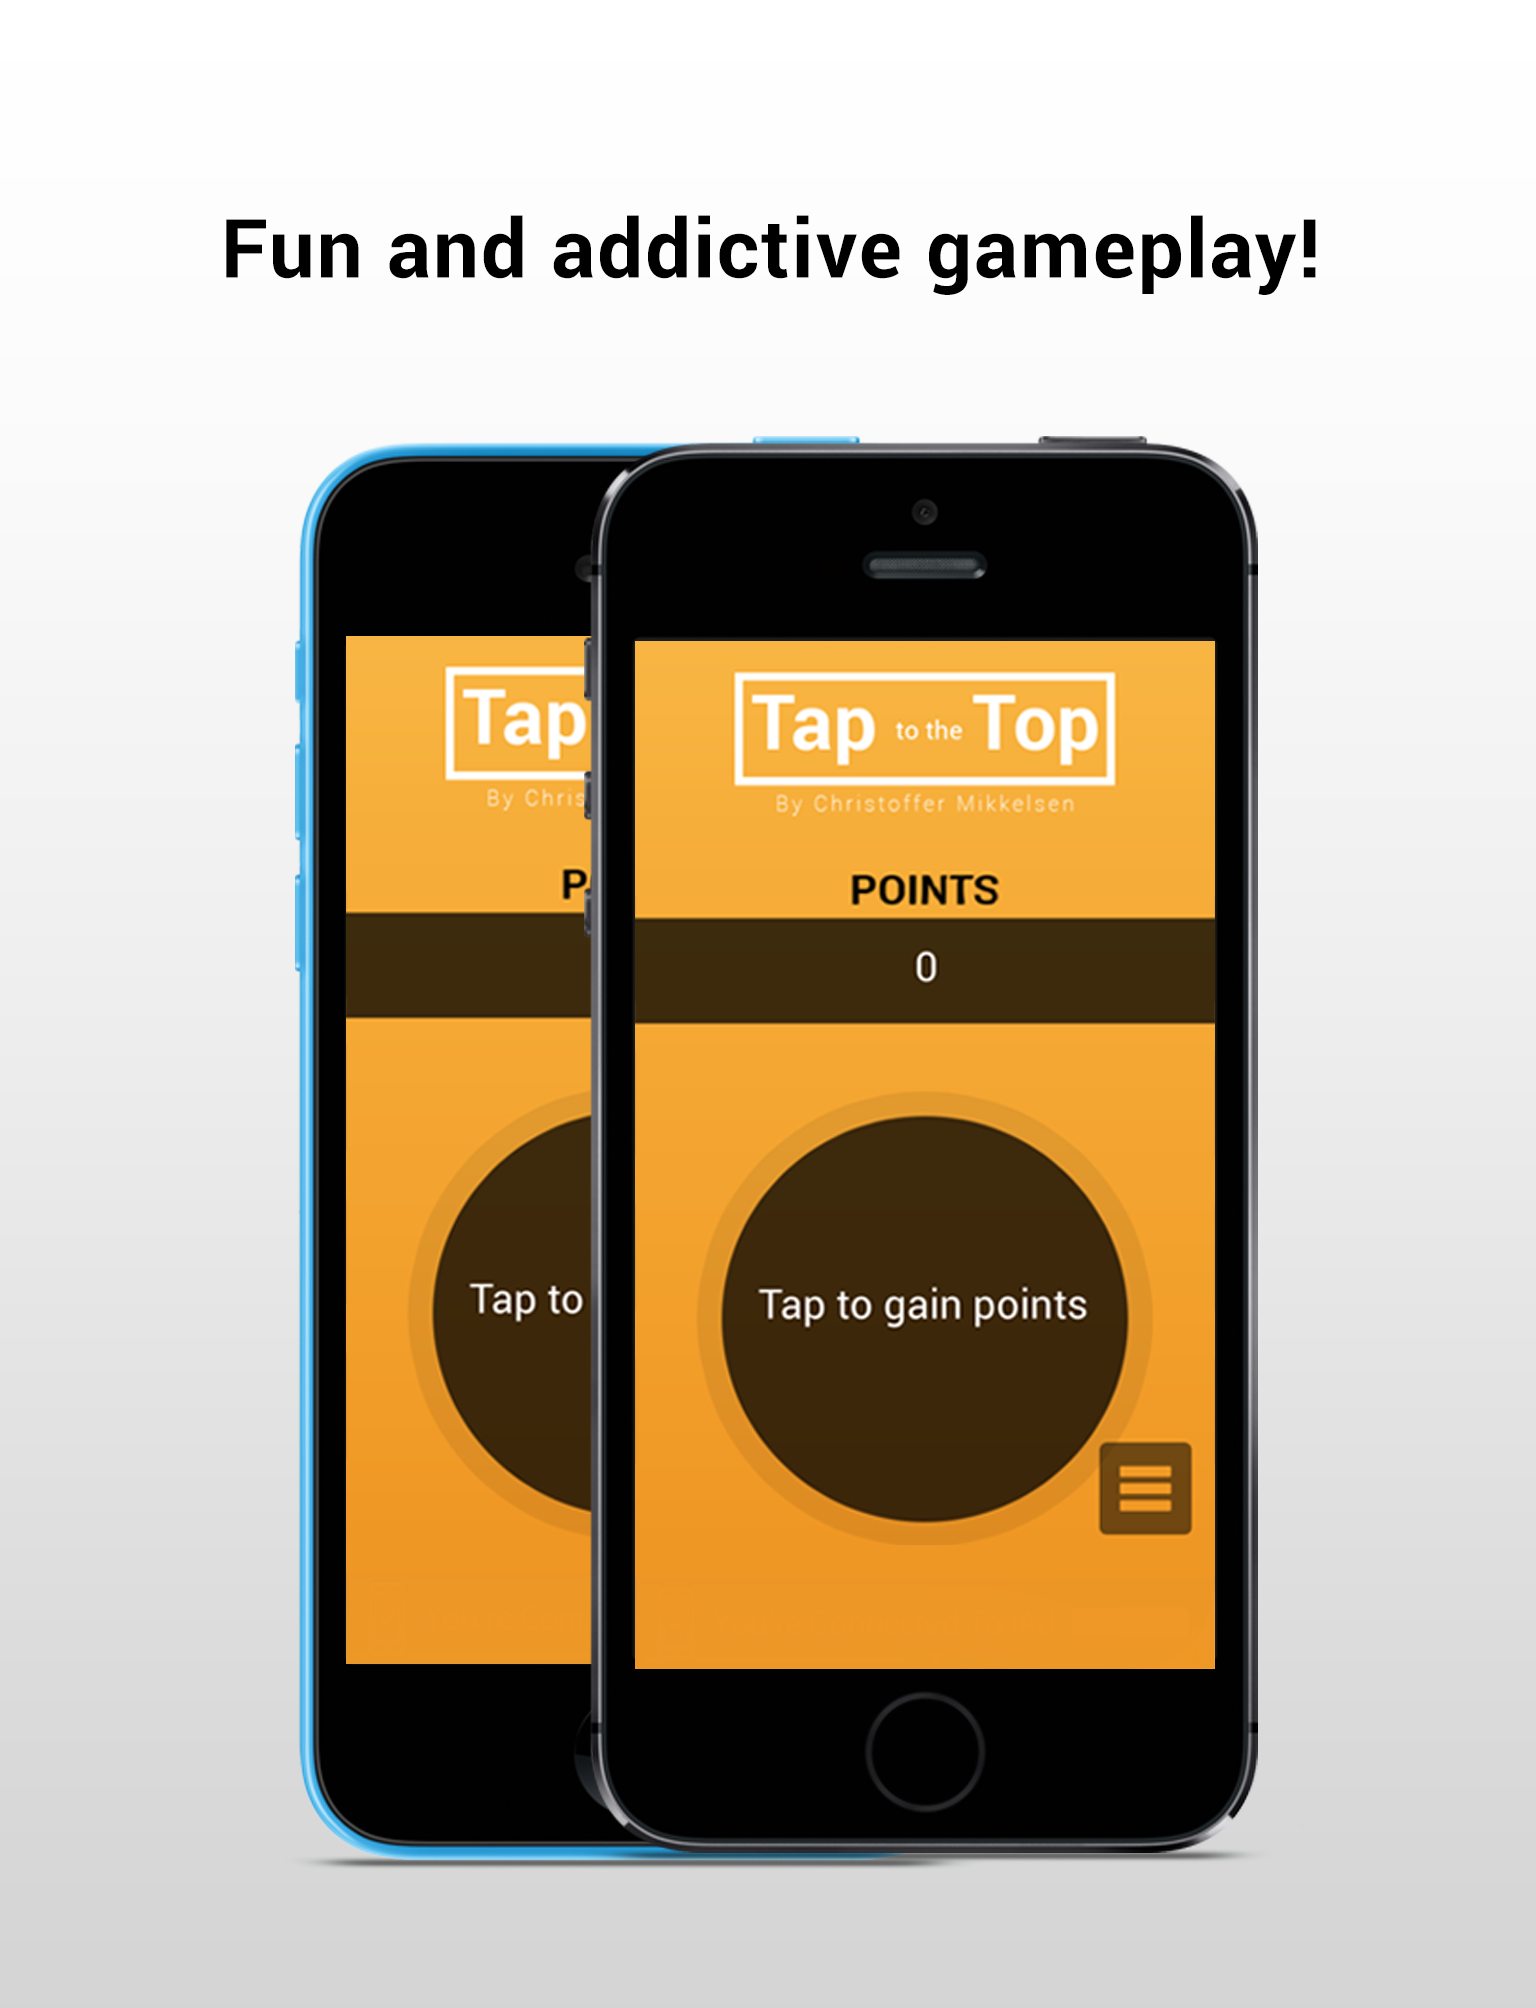 Fun and addictive gameplay!
Tap
By Chris
P
Tap to
Tap to the Top
By Christoffer Mikkelsen
POINTS
0
Tap to gain points